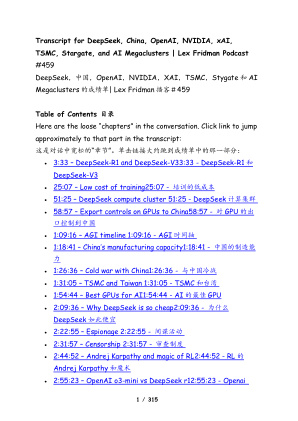 Transcript for DeepSeek, China, OpenAI, NVIDIA, xAI,
TSMC, Stargate, and AI Megaclusters | Lex Fridman Podcast
#459
DeepSeek、中国、OpenAI、NVIDIA、XAI、TSMC、Stygate 和 AI
Megaclusters 的成绩单| Lex Fridman 播客 # 459
Table of Contents 目录
Here are the loose “chapters” in the conversation. Click link to jump
approximately to that part in the transcript:
这是对话中宽松的“章节”。单击链接大约跳到成绩单中的那一部分：
• 3:33 – DeepSeek-R1 and DeepSeek-V33:33 - DeepSeek-R1 和
DeepSeek-V3
• 25:07 – Low cost of training25:07 - 培训的低成本
• 51:25 – DeepSeek compute cluster 51:25 - DeepSeek 计算集群
• 58:57 – Export controls on GPUs to China58:57 - 对 GPU 的出
口控制到中国
• 1:09:16 – AGI timeline 1:09:16 - AGI 时间轴
• 1:18:41 – China’s manufacturing capacity1:18:41 - 中国的制造能
力
• 1:26:36 – Cold war with China1:26:36 - 与中国冷战
• 1:31:05 – TSMC and Taiwan 1:31:05 - TSMC 和台湾
• 1:54:44 – Best GPUs for AI1:54:44 - AI 的最佳 GPU
• 2:09:36 – Why DeepSeek is so cheap2:09:36 - 为什么
DeepSeek 如此便宜
• 2:22:55 – Espionage 2:22:55 - 间谍活动
• 2:31:57 – Censorship 2:31:57 - 审查制度
• 2:44:52 – Andrej Karpathy and magic of RL2:44:52 - RL 的
Andrej Karpathy 和魔术
• 2:55:23 – OpenAI o3-mini vs DeepSeek r12:55:23 - Openai
1 / 315